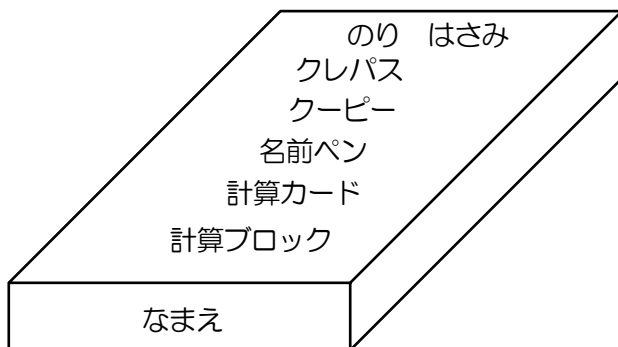 のり　はさみ
クレパス
クーピー
名前ペン
計算カード
計算ブロック
なまえ